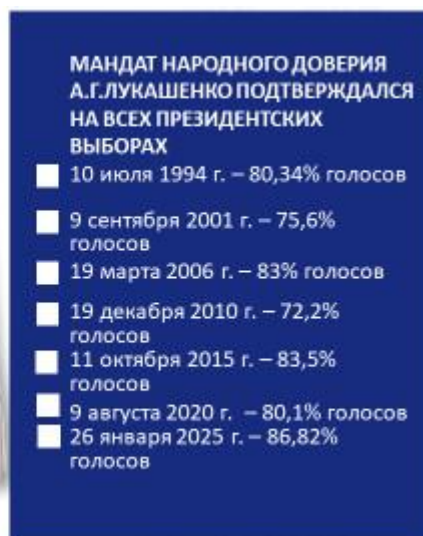 МАНДАТ НАРОДНОГО ДОВЕРИЯ
А.Г.ЛУКАШЕНКО ПОДТВЕРЖДАЛСЯ
НА ВСЕХ ПРЕЗИДЕНТСКИХ
ВЫБОРАХ
10 июля 1994 г. – 80,34% голосов
9 сентября 2001 г. – 75,6%
голосов
19 марта 2006 г. – 83% голосов
19 декабря 2010 г. – 72,2%
голосов
11 октября 2015 г. – 83,5%
голосов
9 августа 2020 г. – 80,1% голосов
26 января 2025 г. – 86,82%
голосов